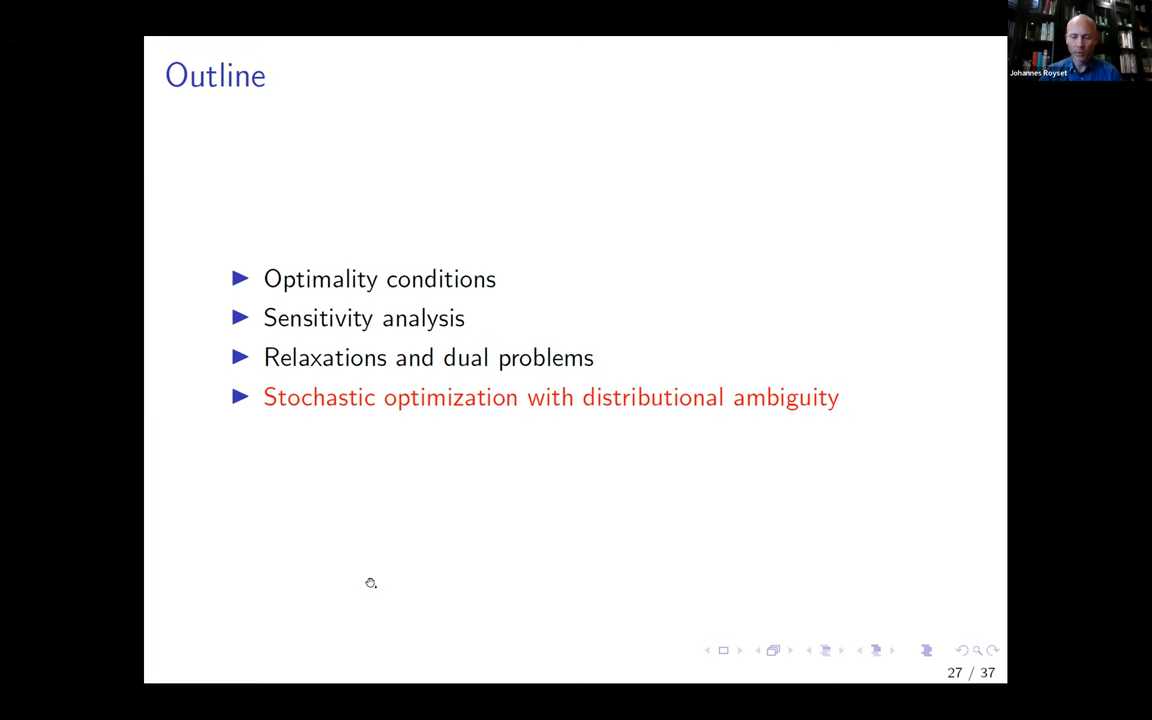 Outline
Johannes Royset
Optimality conditions
Sensitivity analysis
Relaxations and dual problems
Stochastic optimization with distributional ambiguity
27 / 37